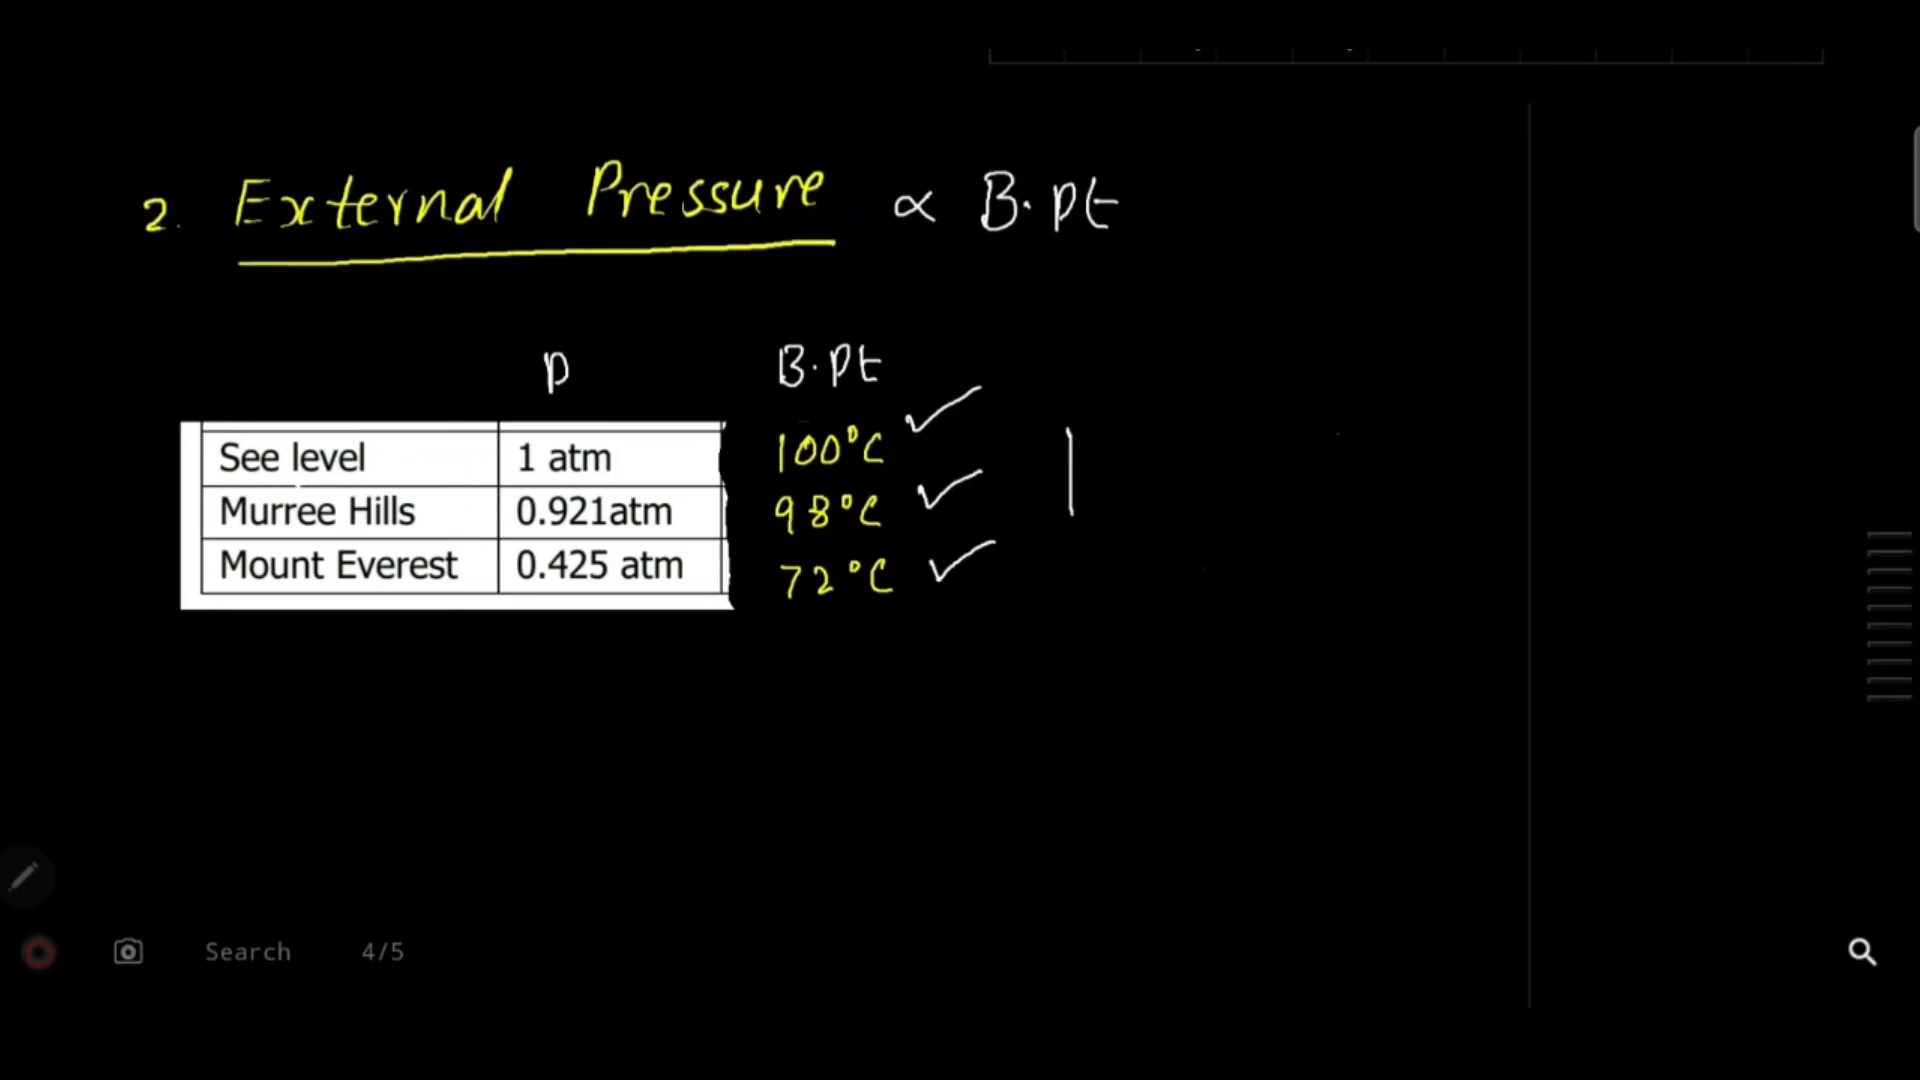 2. External Pressure ∝ B.pt
P B.Pt
See level 1 atm 100°C
Murree Hills 0.921atm 98°C
Mount Everest 0.425 atm 72°C
Search 4/5